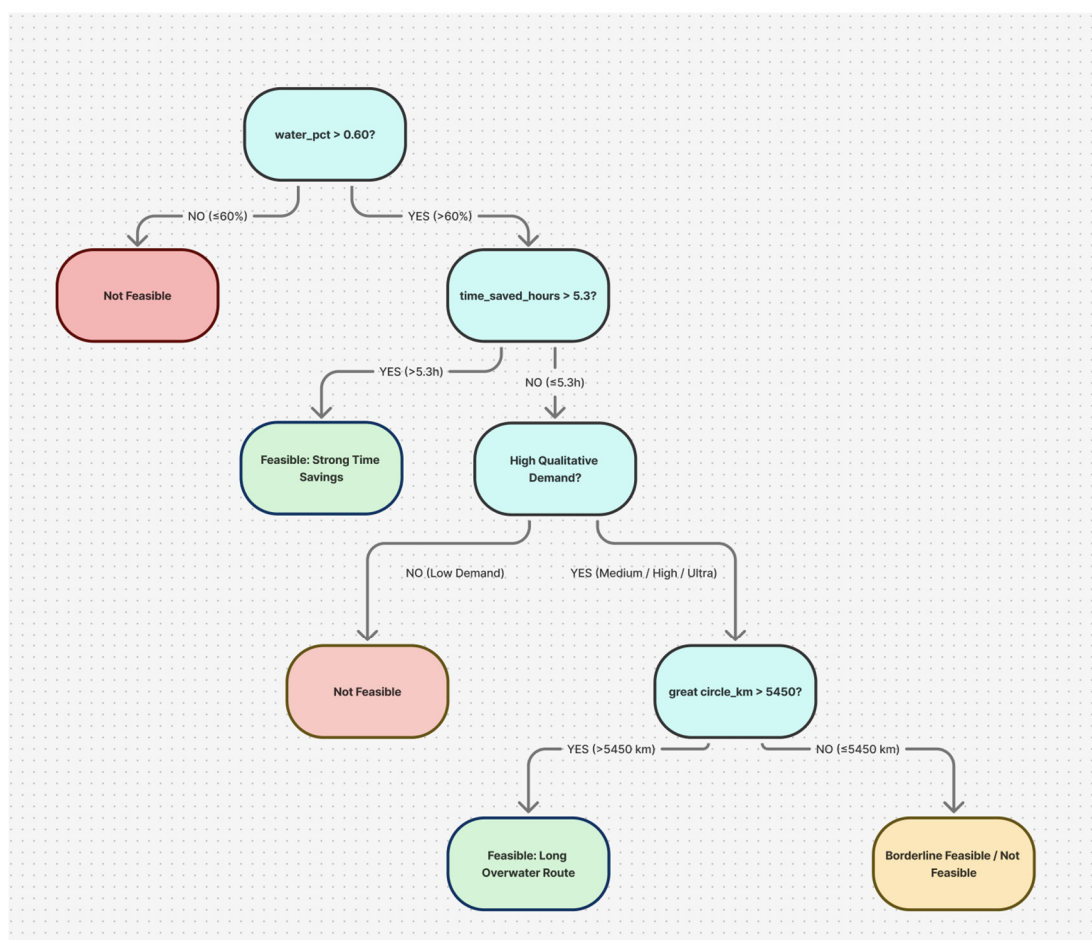 water_pct > 0.60?
NO (≤60%)
YES (>60%)
Not Feasible
time_saved_hours > 5.3?
YES (>5.3h)
NO (≤5.3h)
Feasible: Strong Time
Savings
High Qualitative
Demand?
NO (Low Demand)
YES (Medium / High / Ultra)
Not Feasible
great circle_km > 5450?
YES (>5450 km)
NO (≤5450 km)
Feasible: Long
Overwater Route
Borderline Feasible / Not
Feasible